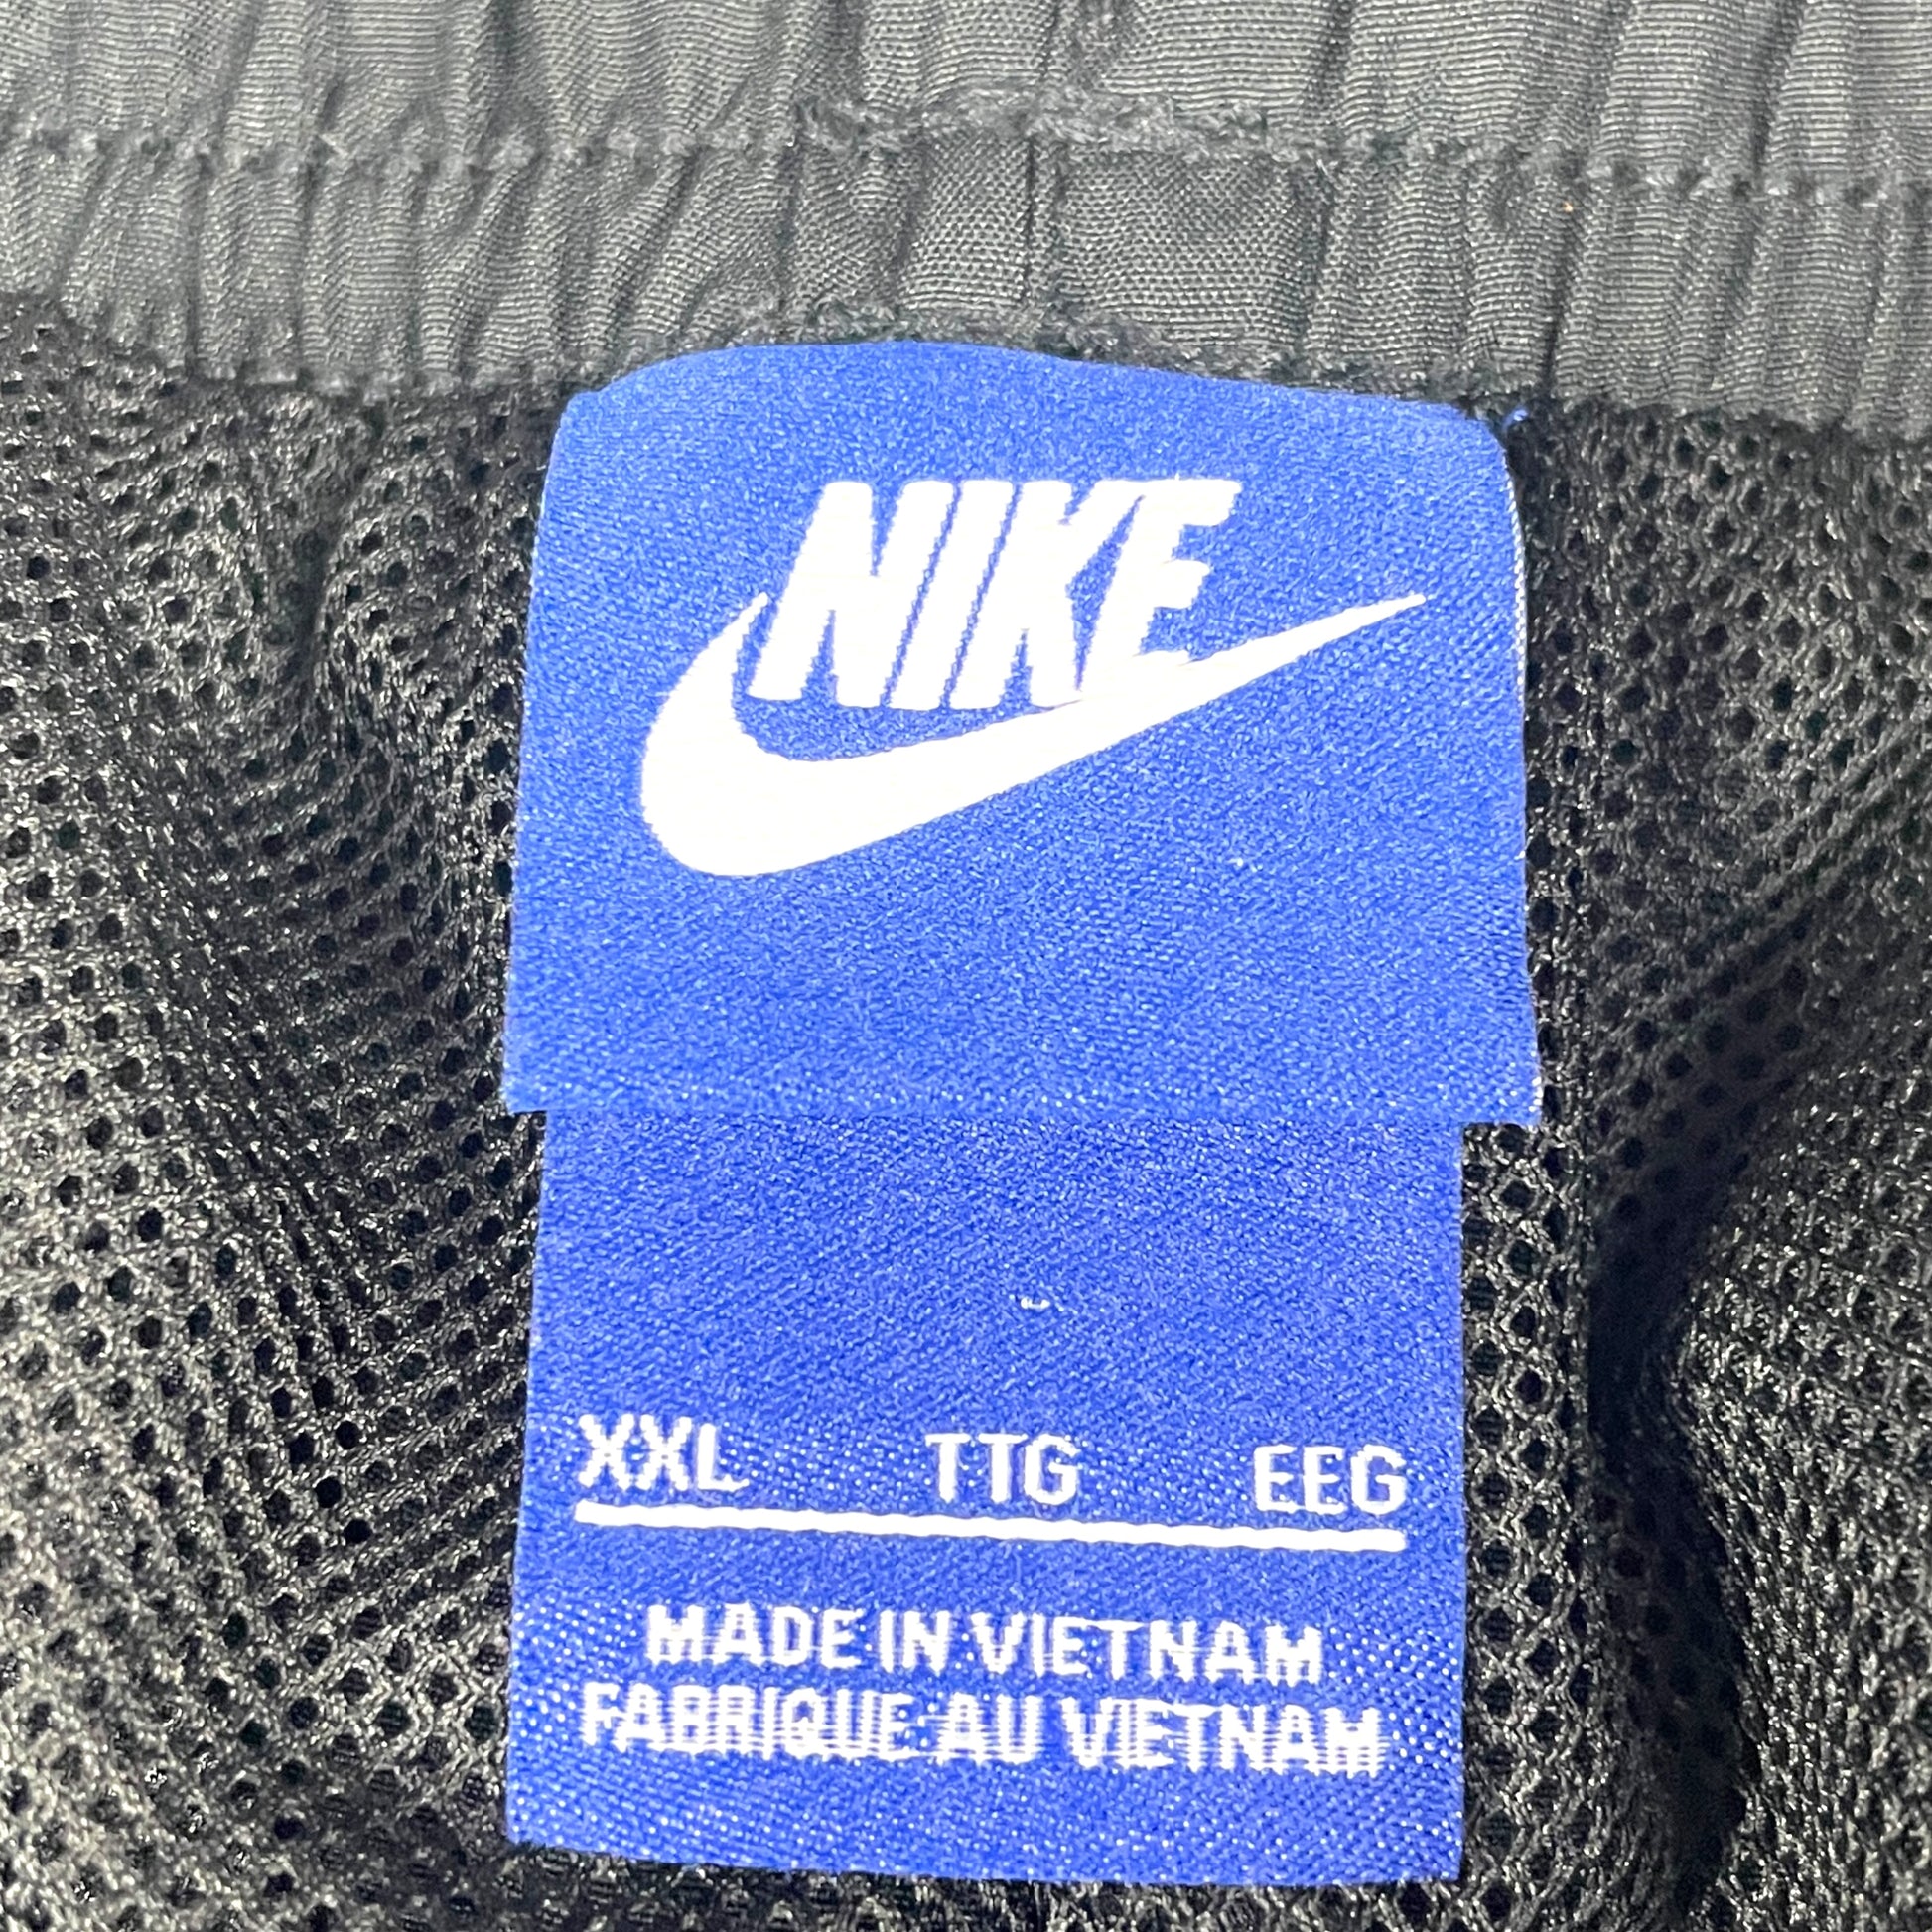 NIKE
XXL TTG EEG
MADE IN VIETNAM
FABRIQUE AU VIETNAM